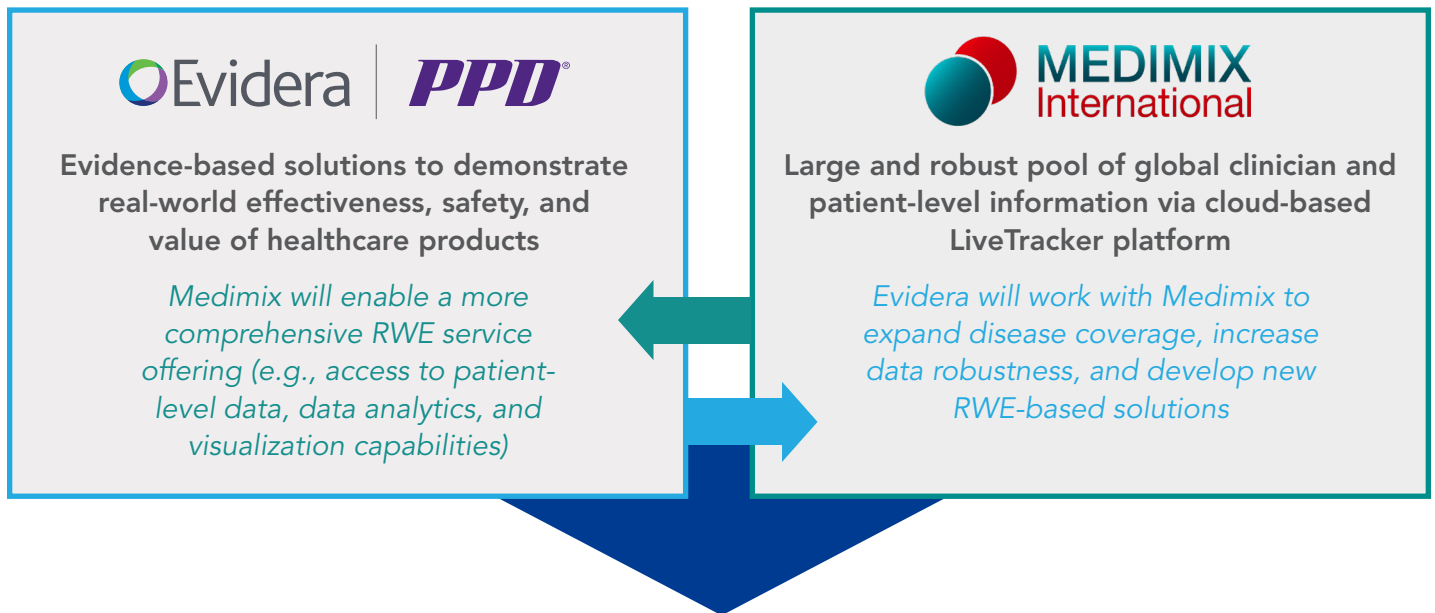 Evidera | PPD®
Evidence-based solutions to demonstrate
real-world effectiveness, safety, and
value of healthcare products
Medimix will enable a more
comprehensive RWE service
offering (e.g., access to patient-
level data, data analytics, and
visualization capabilities)
MEDIMIX
International
Large and robust pool of global clinician and
patient-level information via cloud-based
LiveTracker platform
Evidera will work with Medimix to
expand disease coverage, increase
data robustness, and develop new
RWE-based solutions